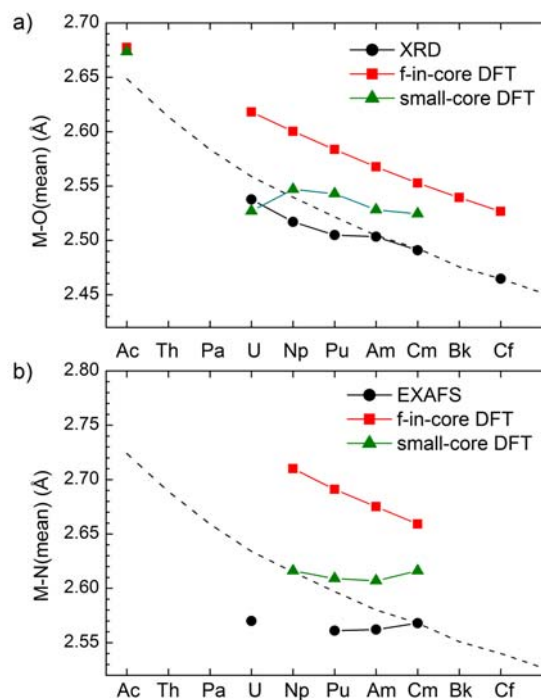 a)
2.70
2.65
2.60
2.55
2.50
2.45
M-O(mean) (Å)
XRD
f-in-core DFT
small-core DFT
Ac Th Pa U Np Pu Am Cm Bk Cf
b)
2.80
2.75
2.70
2.65
2.60
2.55
M-N(mean) (Å)
EXAFS
f-in-core DFT
small-core DFT
Ac Th Pa U Np Pu Am Cm Bk Cf